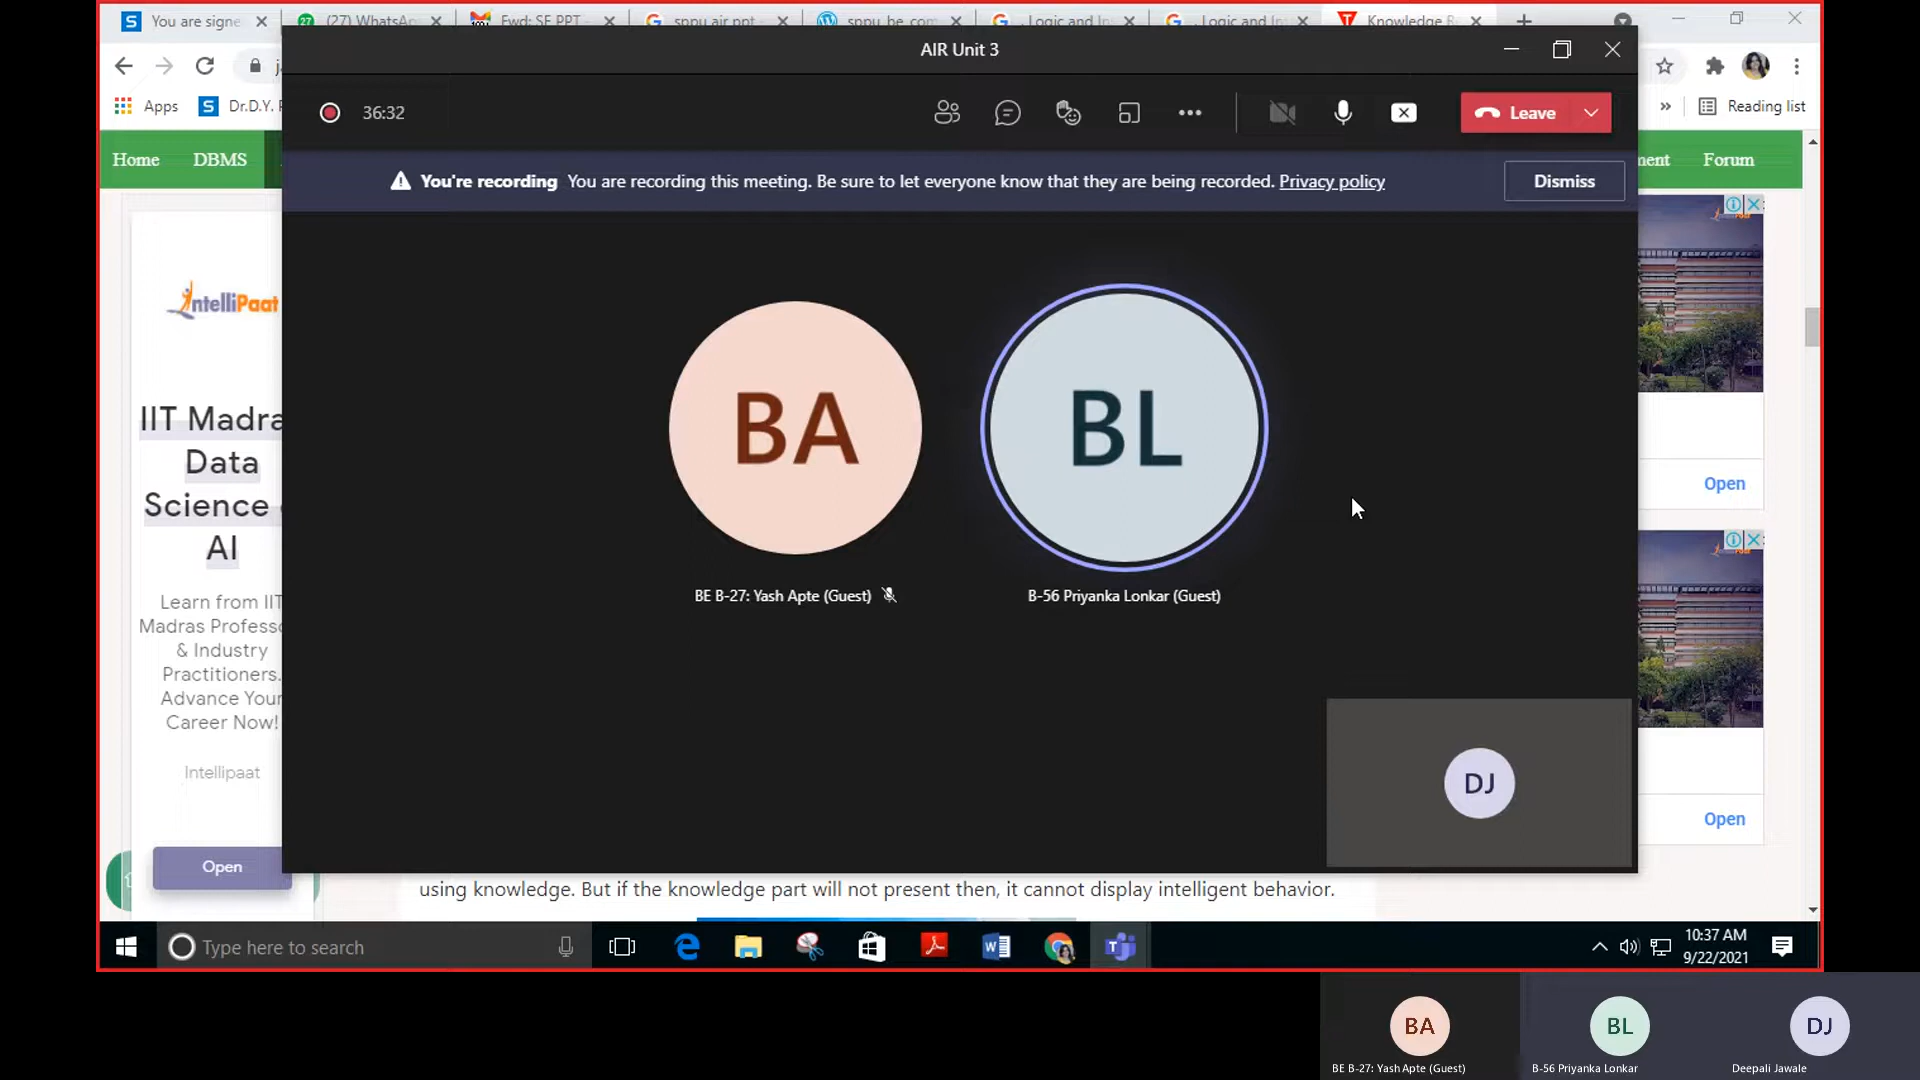 You are signe
(27) WhatsAp
Fwd: SE PPT -
sppu air ppt -
sppu be com
. Logic and In
. Logic and In
Knowledge Re
AIR Unit 3
Apps
Dr.D.Y. P
36:32
Leave
Reading list
Home
DBMS
ment
Forum
You're recording You are recording this meeting. Be sure to let everyone know that they are being recorded. Privacy policy
Dismiss
IntelliPaat
IIT Madra
Data
Science
AI
Learn from IIT
Madras Profess
& Industry
Practitioners.
Advance Your
Career Now!
Intellipaat
Open
BA
BL
BE B-27: Yash Apte (Guest)
B-56 Priyanka Lonkar (Guest)
DJ
Open
Open
using knowledge. But if the knowledge part will not present then, it cannot display intelligent behavior.
Type here to search
10:37 AM
9/22/2021
BA
BL
DJ
BE B-27: Yash Apte (Guest)
B-56 Priyanka Lonkar
Deepali Jawale